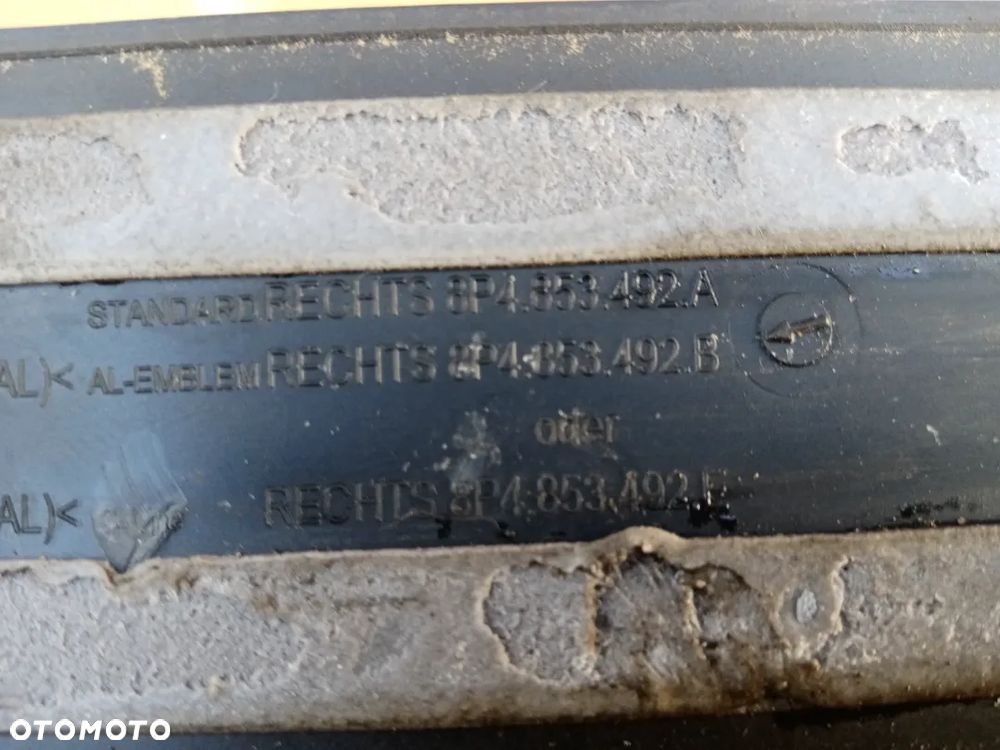 STANDARD RECHTS 8P4.853.492.A
AL)< AL-EMBLEM RECHTS 8P4.853.492.B
oder
AL)< RECHTS 8P4.853.492.
OTOMOTO